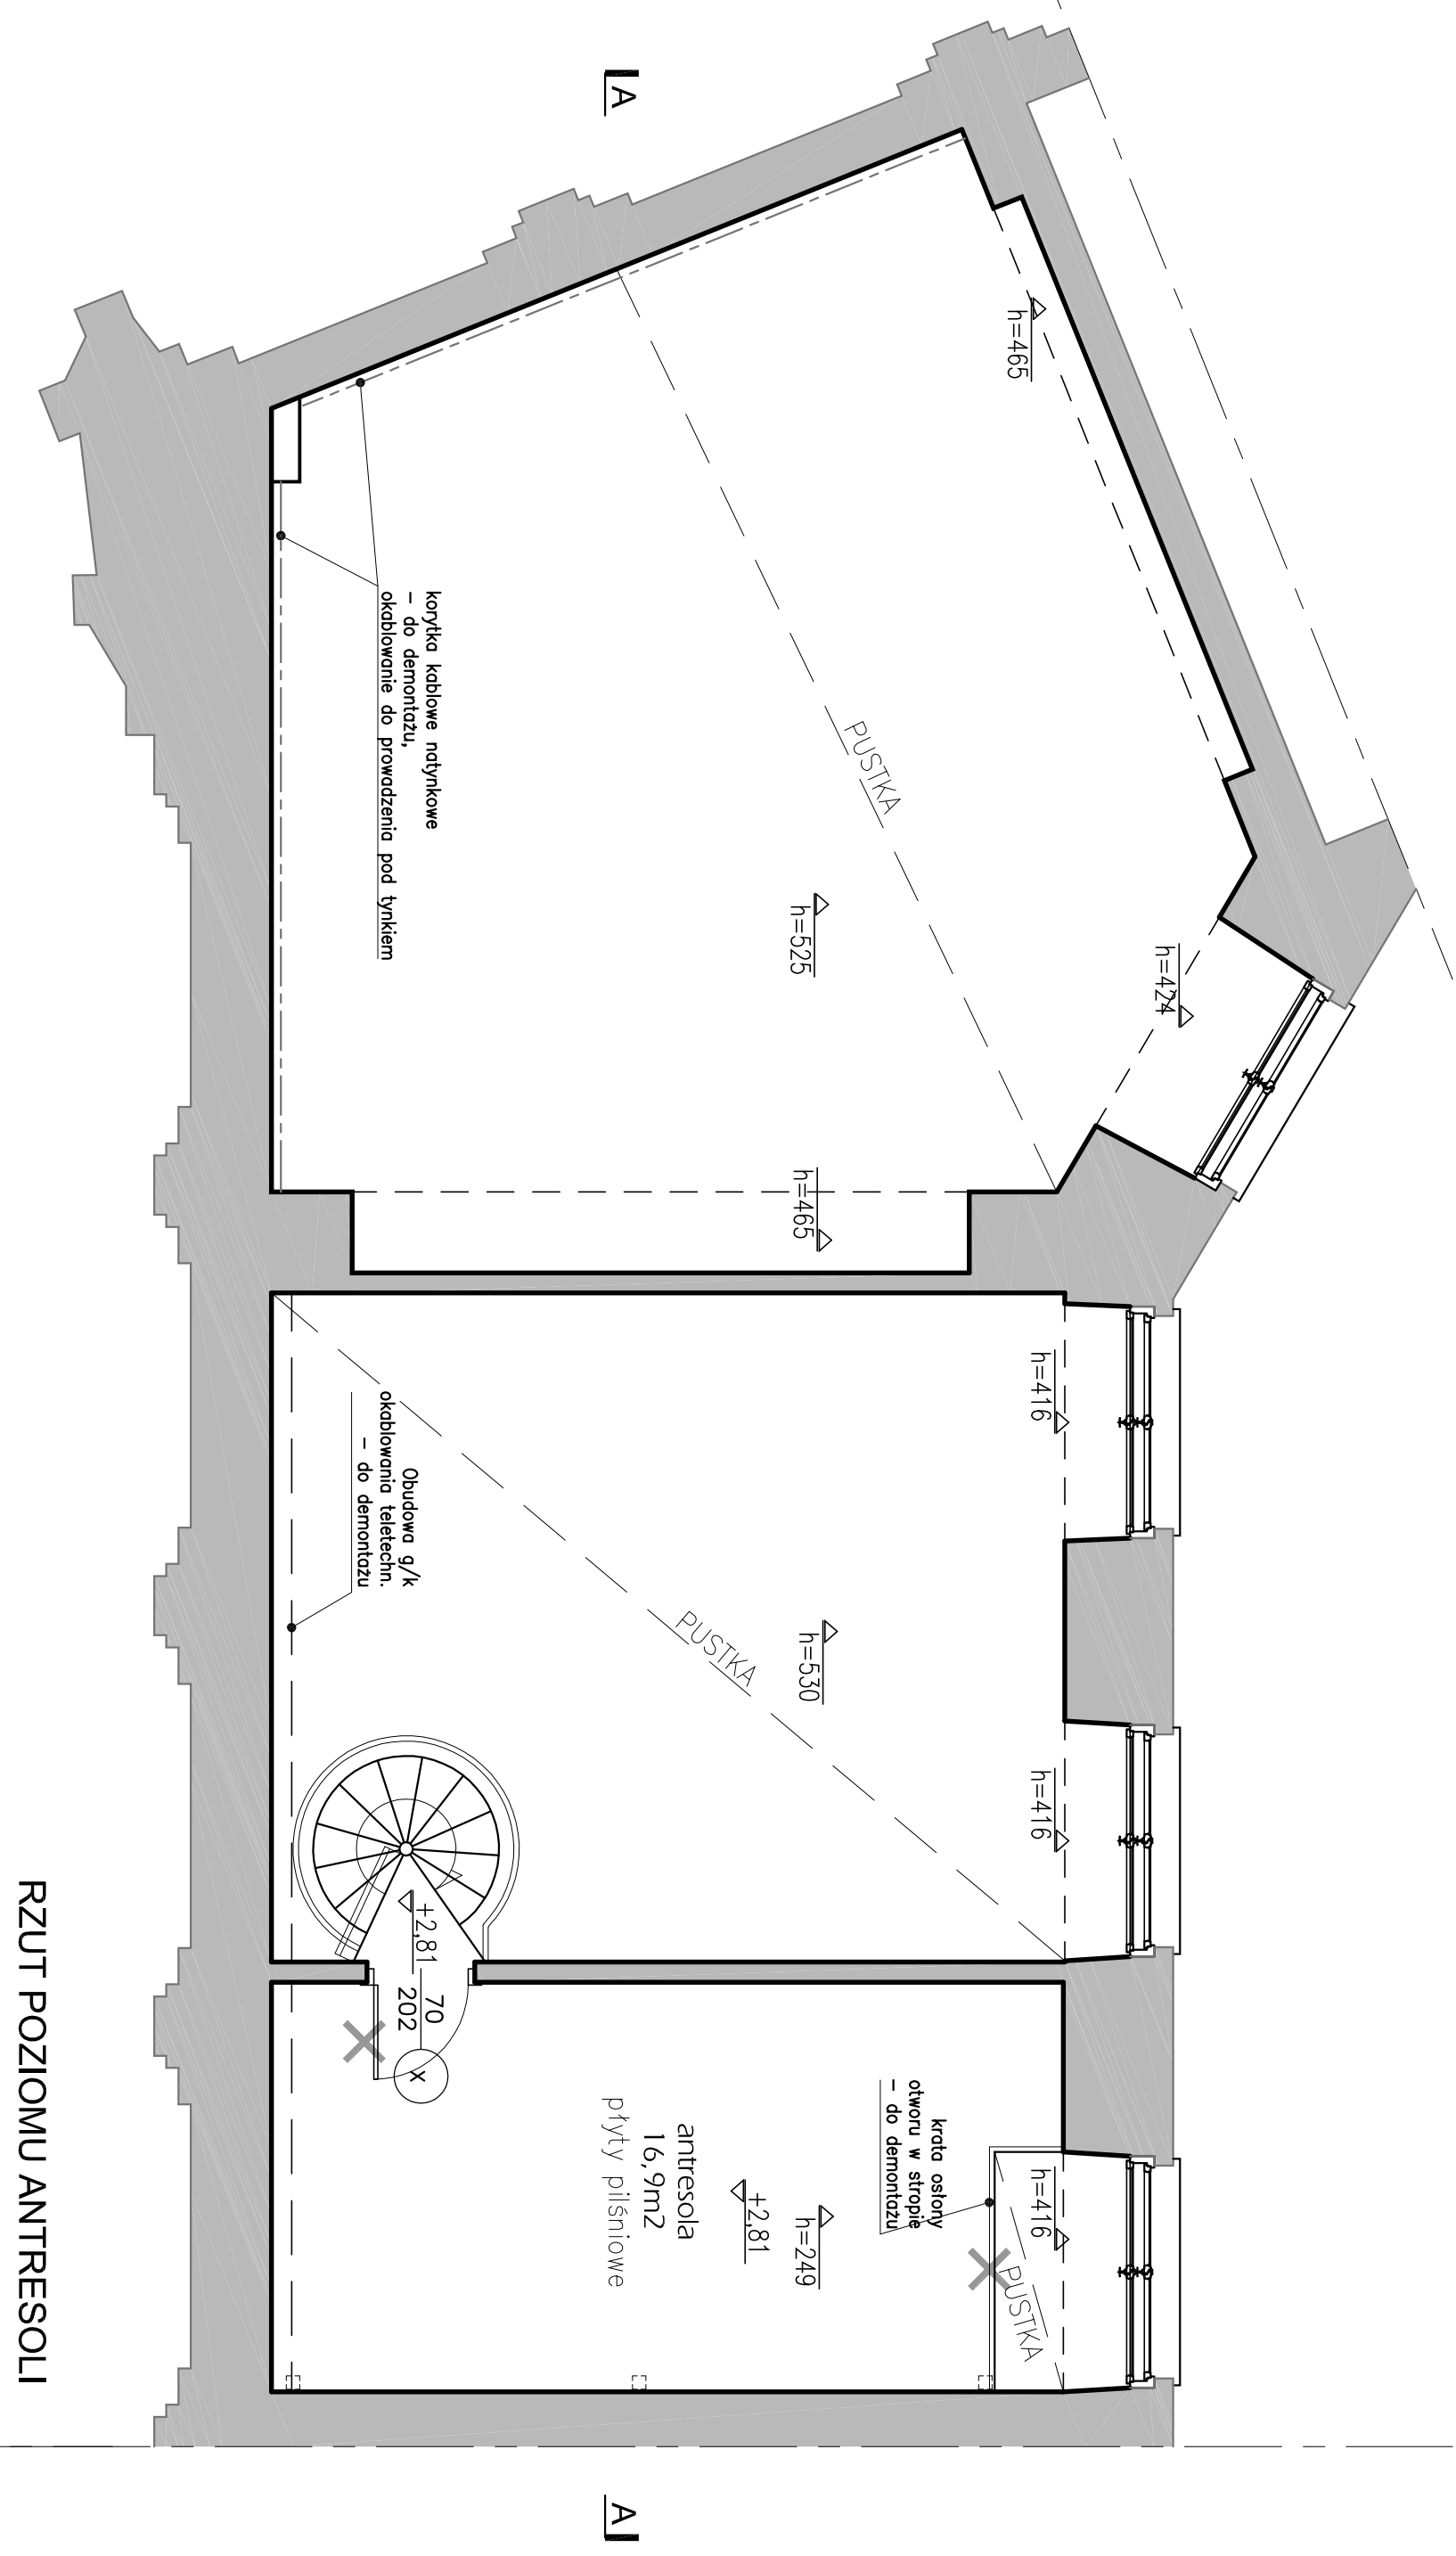 A
h=465
PUSTKA
korytka kablowe natynkowe
- do demontażu,
okablowanie do prowadzenia pod tynkiem
h=525
h=424
h=465
h=416
Obudowa g/k
okablowania teletechn.
- do demontażu
h=530
PUSTKA
h=416
+2,81
70
202
x
krata osłony
otworu w stropie
- do demontażu
h=416
PUSTKA
h=249
+2,81
antresola
16,9m2
płyty pilśniowe
A
RZUT POZIOMU ANTRESOLI